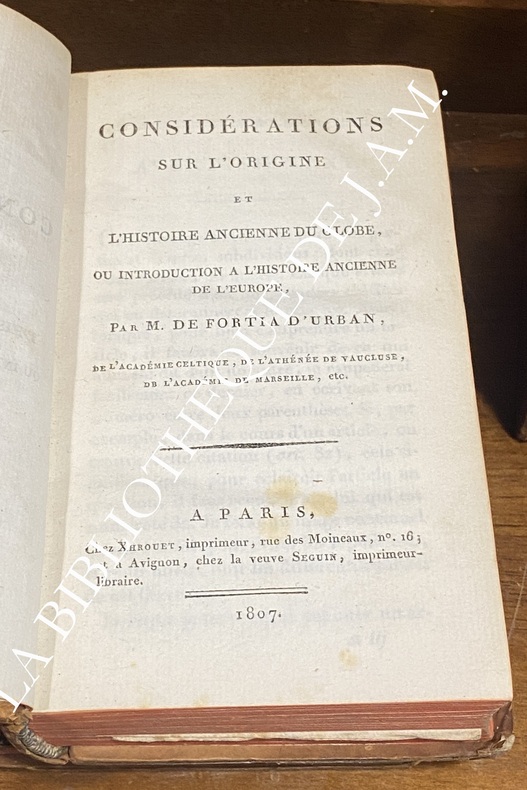 CONSIDÉRATIONS
SUR L'ORIGINE
ET
L'HISTOIRE ANCIENNE DU GLOBE,
OU INTRODUCTION A L'HISTOIRE ANCIENNE
DE L'EUROPE,
PAR M. DE FORTIA D'URBAN,
DE L'ACADÉMIE CELTIQUE, DE L'ATHÉNÉE DE VAUCLUSE,
DE L'ACADÉMIE DE MARSEILLE, etc.
A PARIS,
Chez XHROUET, imprimeur, rue des Moineaux, nº. 16;
et à Avignon, chez la veuve SEGUIN, imprimeur-
libraire.
1807.
LA BIBLIOTHEQUE DE J.A.M.